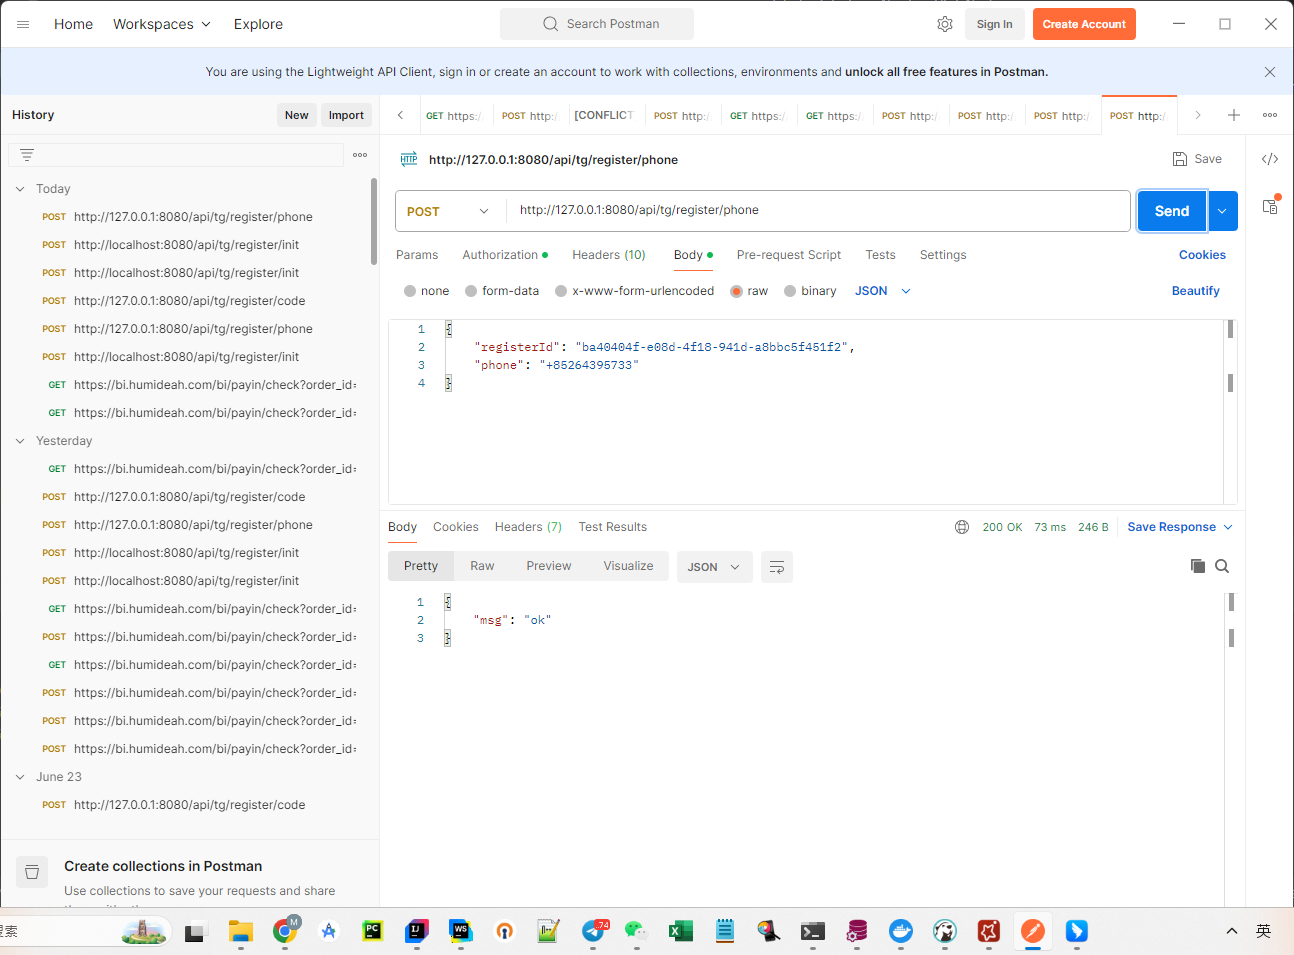 Home Workspaces Explore Search Postman Sign In Create Account
You are using the Lightweight API Client, sign in or create an account to work with collections, environments and unlock all free features in Postman.
History New Import
GET https:/ POST http:/ [CONFLICT POST http:/ GET https:/ GET https:/ POST http:/ POST http:/ POST http:/ POST http:/
HTTP http://127.0.0.1:8080/api/tg/register/phone Save
POST http://127.0.0.1:8080/api/tg/register/phone Send
Params Authorization Headers (10) Body Pre-request Script Tests Settings Cookies
none form-data x-www-form-urlencoded raw binary JSON Beautify
1 {
2 "registerId": "ba40404f-e08d-4f18-941d-a8bbc5f451f2",
3 "phone": "+85264395733"
4 }
Today
POST http://127.0.0.1:8080/api/tg/register/phone
POST http://localhost:8080/api/tg/register/init
POST http://localhost:8080/api/tg/register/init
POST http://127.0.0.1:8080/api/tg/register/code
POST http://127.0.0.1:8080/api/tg/register/phone
POST http://localhost:8080/api/tg/register/init
GET https://bi.humideah.com/bi/payin/check?order_id=
GET https://bi.humideah.com/bi/payin/check?order_id=
Yesterday
GET https://bi.humideah.com/bi/payin/check?order_id=
POST http://127.0.0.1:8080/api/tg/register/code
POST http://127.0.0.1:8080/api/tg/register/phone
POST http://localhost:8080/api/tg/register/init
POST http://localhost:8080/api/tg/register/init
GET https://bi.humideah.com/bi/payin/check?order_id=
POST https://bi.humideah.com/bi/payin/check?order_id=
GET https://bi.humideah.com/bi/payin/check?order_id=
POST https://bi.humideah.com/bi/payin/check?order_id=
POST https://bi.humideah.com/bi/payin/check?order_id=
POST https://bi.humideah.com/bi/payin/check?order_id=
June 23
POST http://127.0.0.1:8080/api/tg/register/code
Create collections in Postman
Use collections to save your requests and share
Body Cookies Headers (7) Test Results 200 OK 73 ms 246 B Save Response
Pretty Raw Preview Visualize JSON
1 {
2 "msg": "ok"
3 }
索 M PC IJ WS 74 英